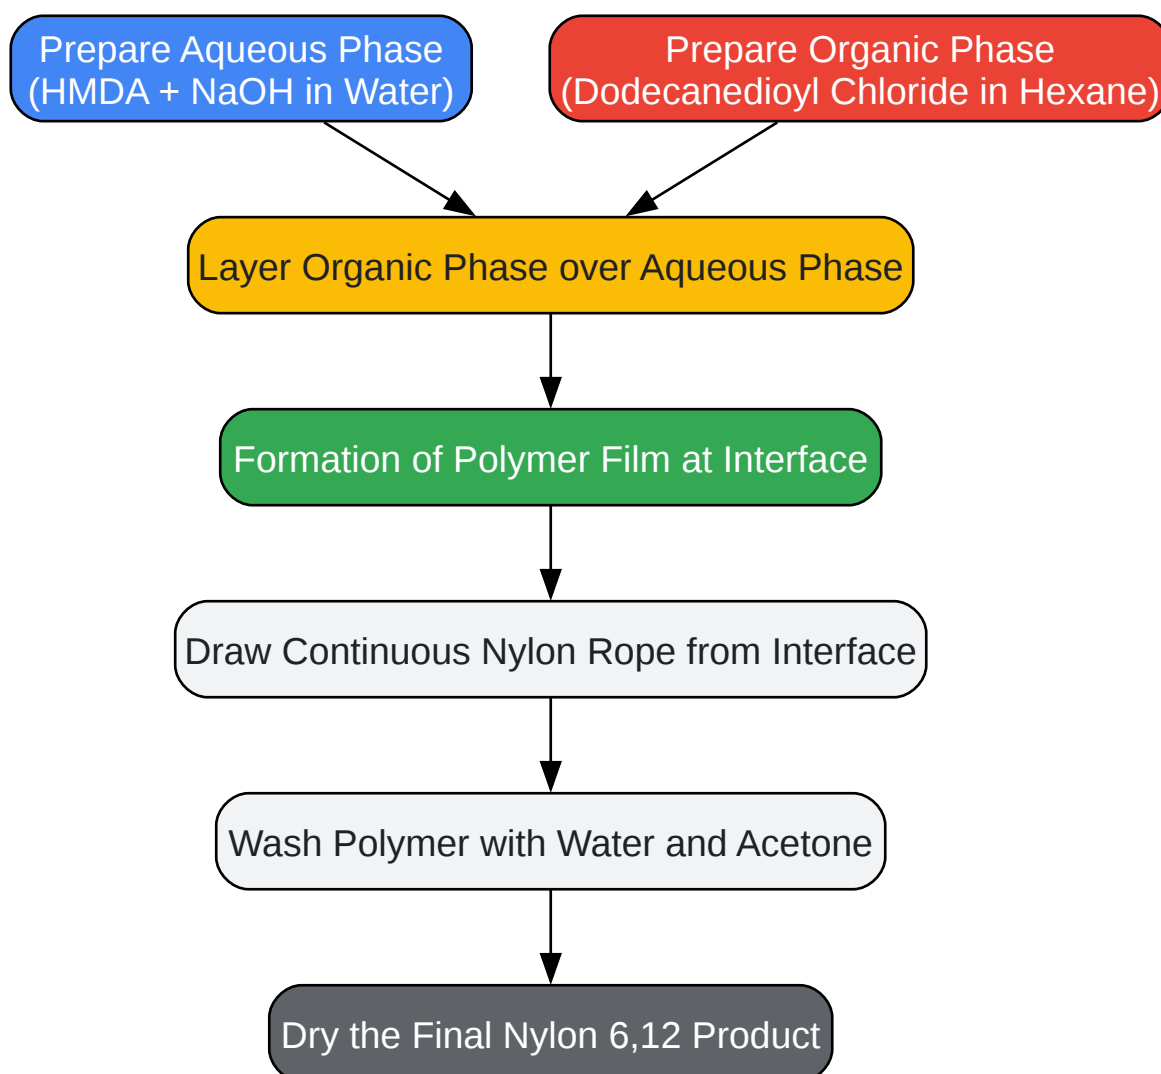 Prepare Aqueous Phase
(HMDA + NaOH in Water)
Prepare Organic Phase
(Dodecanedioyl Chloride in Hexane)
Layer Organic Phase over Aqueous Phase
Formation of Polymer Film at Interface
Draw Continuous Nylon Rope from Interface
Wash Polymer with Water and Acetone
Dry the Final Nylon 6,12 Product